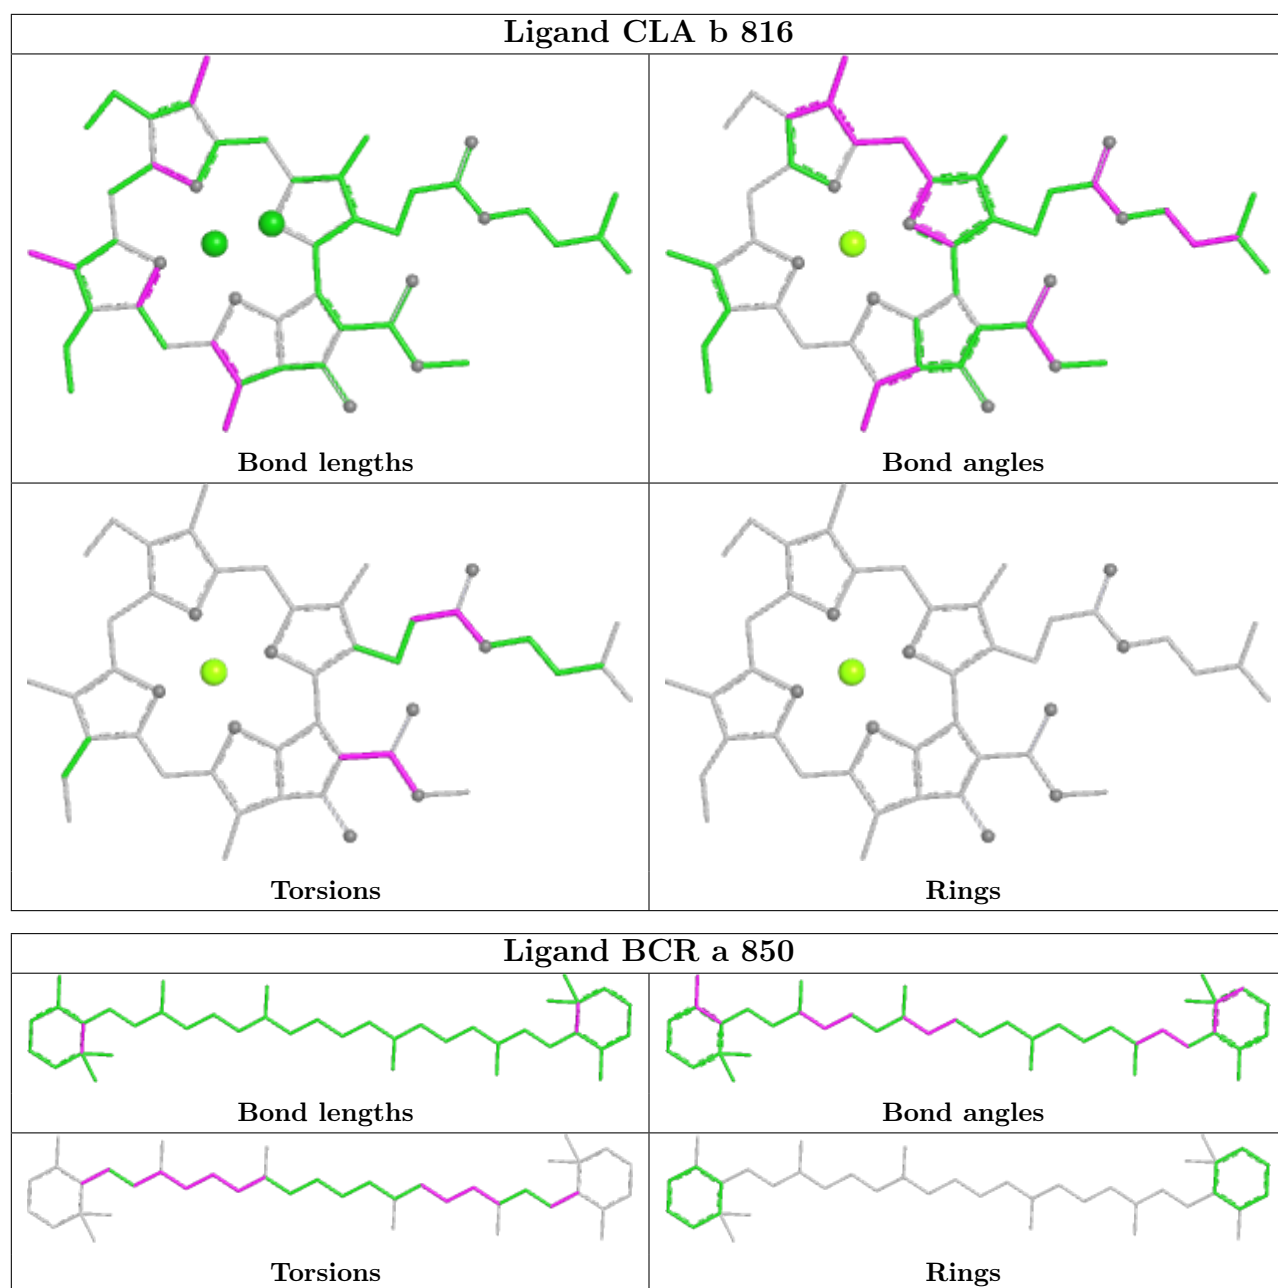 Ligand CLA b 816
Bond lengths
Bond angles
Torsions
Rings
Ligand BCR a 850
Bond lengths
Bond angles
Torsions
Rings